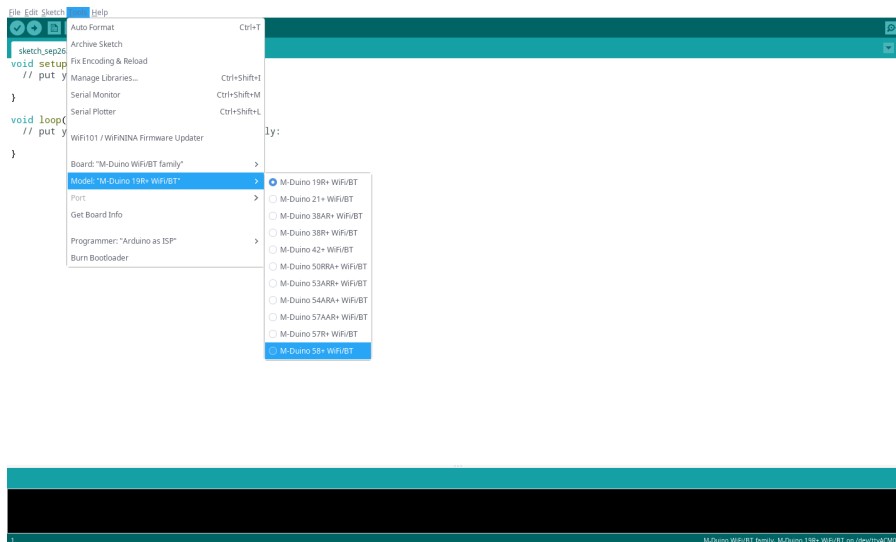 File Edit Sketch Tools Help
sketch_sep26
void setup
// put y
}
void loop(
// put y ly:
}
Auto Format Ctrl+T
Archive Sketch
Fix Encoding & Reload
Manage Libraries... Ctrl+Shift+I
Serial Monitor Ctrl+Shift+M
Serial Plotter Ctrl+Shift+L
WiFi101 / WiFiNINA Firmware Updater
Board: "M-Duino WiFi/BT family"
Model: "M-Duino 19R+ WiFi/BT"
Port
Get Board Info
Programmer: "Arduino as ISP"
Burn Bootloader
M-Duino 19R+ WiFi/BT
M-Duino 21+ WiFi/BT
M-Duino 38AR+ WiFi/BT
M-Duino 38R+ WiFi/BT
M-Duino 42+ WiFi/BT
M-Duino 50RRA+ WiFi/BT
M-Duino 53ARR+ WiFi/BT
M-Duino 54ARA+ WiFi/BT
M-Duino 57AAR+ WiFi/BT
M-Duino 57R+ WiFi/BT
M-Duino 58+ WiFi/BT
1 M-Duino WiFi/BT family, M-Duino 19R+ WiFi/BT on /dev/ttyACM